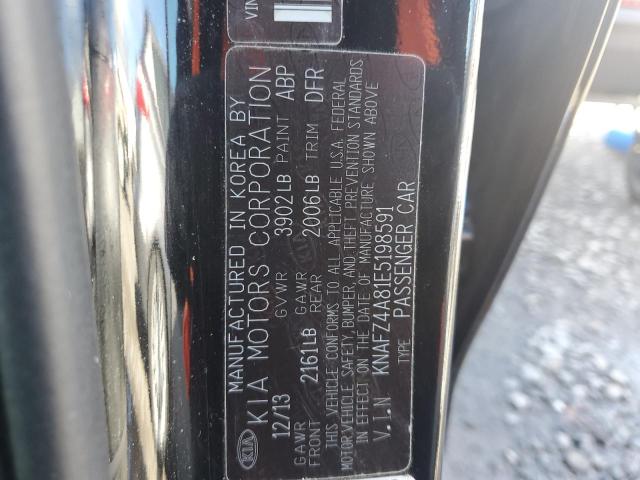 VIN
MANUFACTURED IN KOREA BY
KIA KIA MOTORS CORPORATION
12/13 GVWR 3902LB PAINT ABP
GAWR FRONT 2161LB GAWR REAR 2006LB TRIM DFR
THIS VEHICLE CONFORMS TO ALL APPLICABLE U.S.A. FEDERAL
MOTOR VEHICLE SAFETY, BUMPER, AND THEFT PREVENTION STANDARDS
IN EFFECT ON THE DATE OF MANUFACTURE SHOWN ABOVE
V.I.N KNAFZ4A81E5198591
TYPE PASSENGER CAR